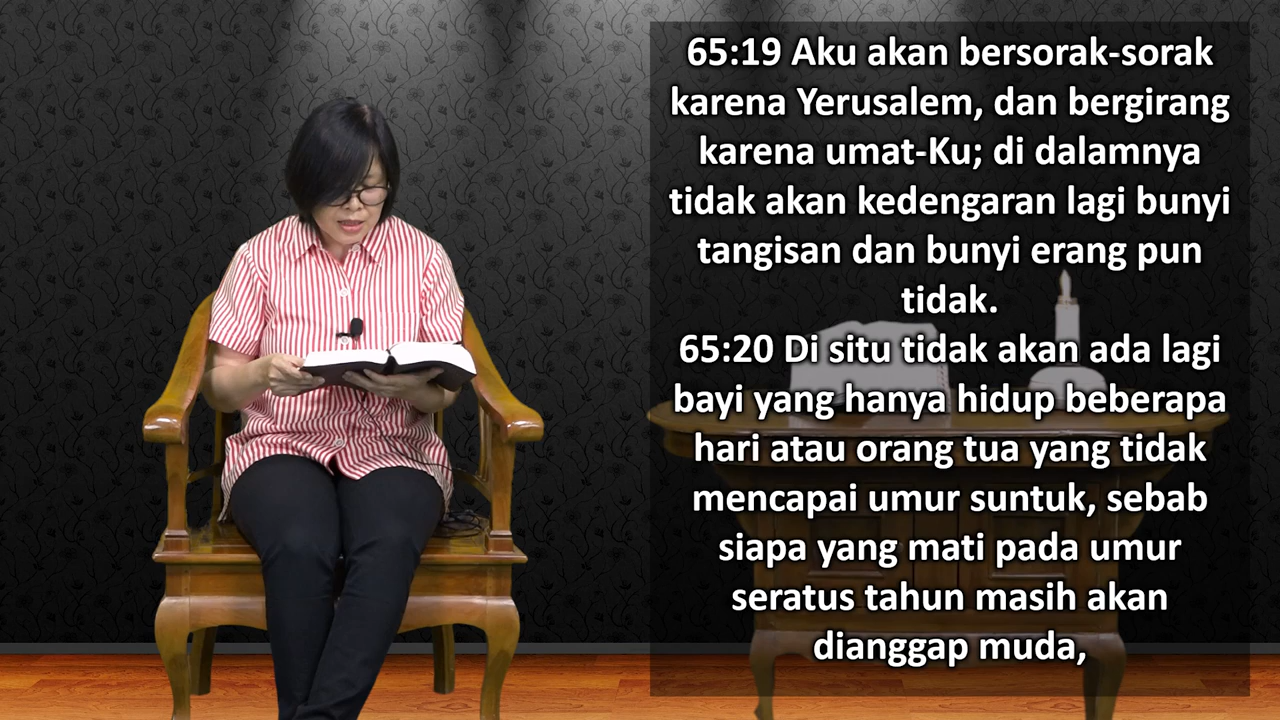 65:19 Aku akan bersorak-sorak
karena Yerusalem, dan bergirang
karena umat-Ku; di dalamnya
tidak akan kedengaran lagi bunyi
tangisan dan bunyi erang pun
tidak.
65:20 Di situ tidak akan ada lagi
bayi yang hanya hidup beberapa
hari atau orang tua yang tidak
mencapai umur suntuk, sebab
siapa yang mati pada umur
seratus tahun masih akan
dianggap muda,